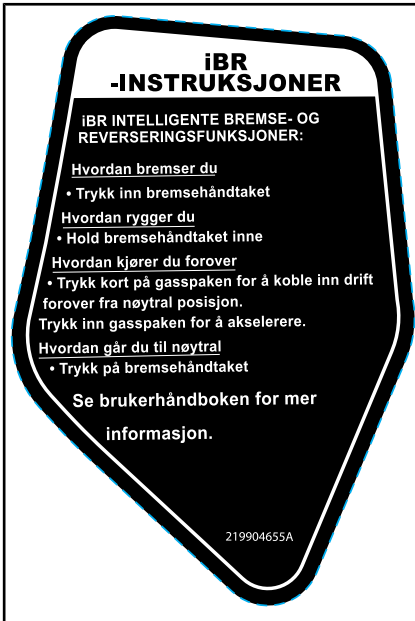 iBR
-INSTRUKSJONER
iBR INTELLIGENTE BREMSE- OG
REVERSERINGSFUNKSJONER:
Hvordan bremser du
• Trykk inn bremsehåndtaket
Hvordan rygger du
• Hold bremsehåndtaket inne
Hvordan kjører du forover
• Trykk kort på gasspaken for å koble inn drift
forover fra nøytral posisjon.
Trykk inn gasspaken for å akselerere.
Hvordan går du til nøytral
• Trykk på bremsehåndtaket
Se brukerhåndboken for mer
informasjon.
219904655A